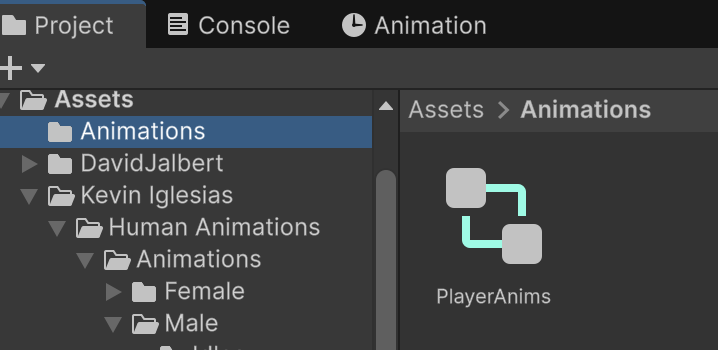 Project Console Animation
Assets
Animations
DavidJalbert
Kevin Iglesias
Human Animations
Animations
Female
Male
Assets > Animations
PlayerAnims